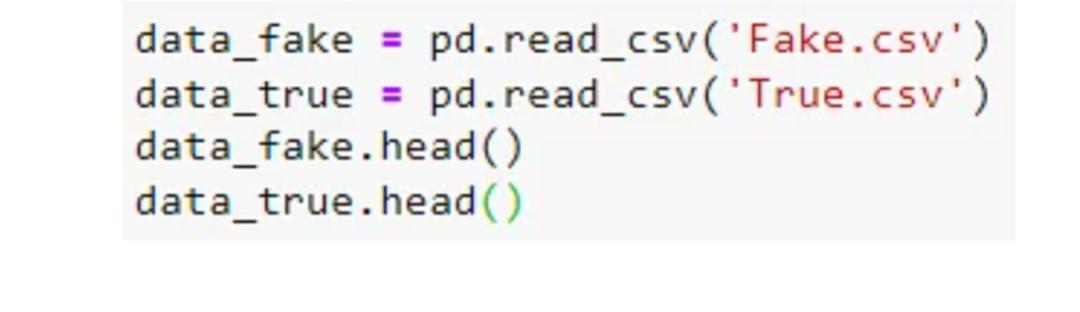 data_fake = pd.read_csv('Fake.csv')
data_true = pd.read_csv('True.csv')
data_fake.head()
data_true.head()